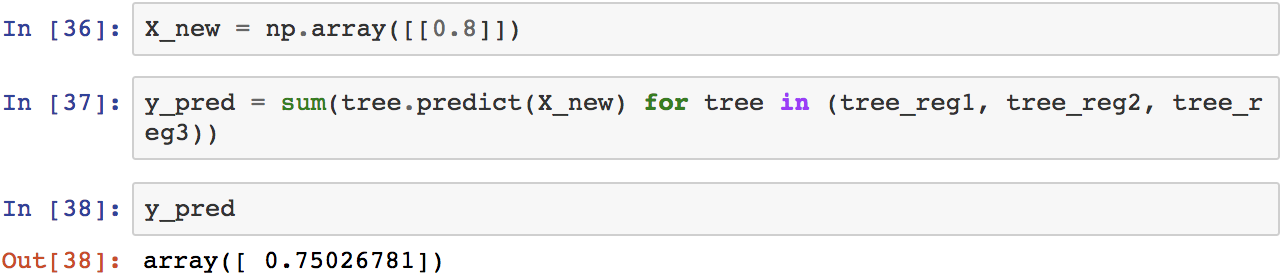 In [36]: X_new = np.array([[0.8]])
In [37]: y_pred = sum(tree.predict(X_new) for tree in (tree_reg1, tree_reg2, tree_r
eg3))
In [38]: y_pred
Out[38]: array([ 0.75026781])